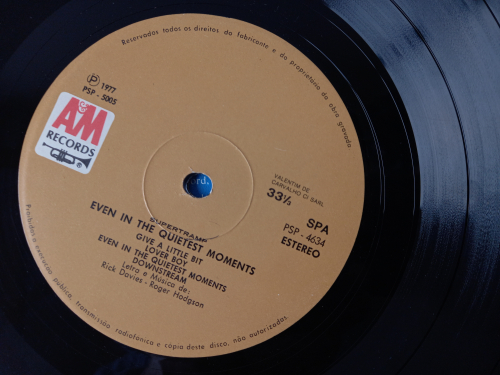 Reservados todos os direitos do fabricante e do proprietário da obra gravada.
Ⓟ 1977
PSP - 5005
A&M
RECORDS
®
VALENTIM DE
CARVALHO CI SARL
33⅓
SPA
PSP - 4634
ESTEREO
SUPERTRAMP
EVEN IN THE QUIETEST MOMENTS
GIVE A LITTLE BIT
LOVER BOY
EVEN IN THE QUIETEST MOMENTS
DOWNSTREAM
Letra e Musica de:
Rick Davies - Roger Hodgson
Proibidas a execução pública, transmissão radiofónica e cópia deste disco, não autorizadas.
ord.